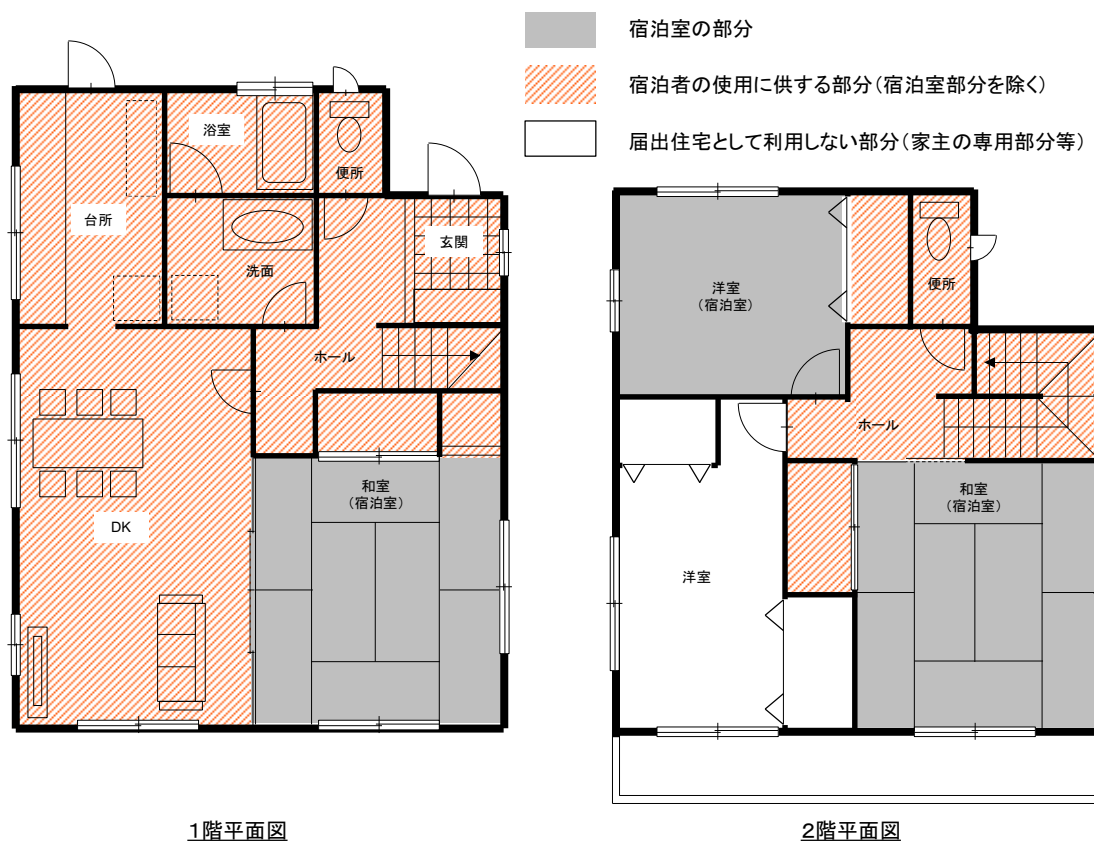 宿泊室の部分
宿泊者の使用に供する部分(宿泊室部分を除く)
届出住宅として利用しない部分(家主の専用部分等)
浴室
便所
台所
洗面
玄関
ホール
和室
(宿泊室)
DK
1階平面図
洋室
(宿泊室)
便所
ホール
和室
(宿泊室)
洋室
2階平面図